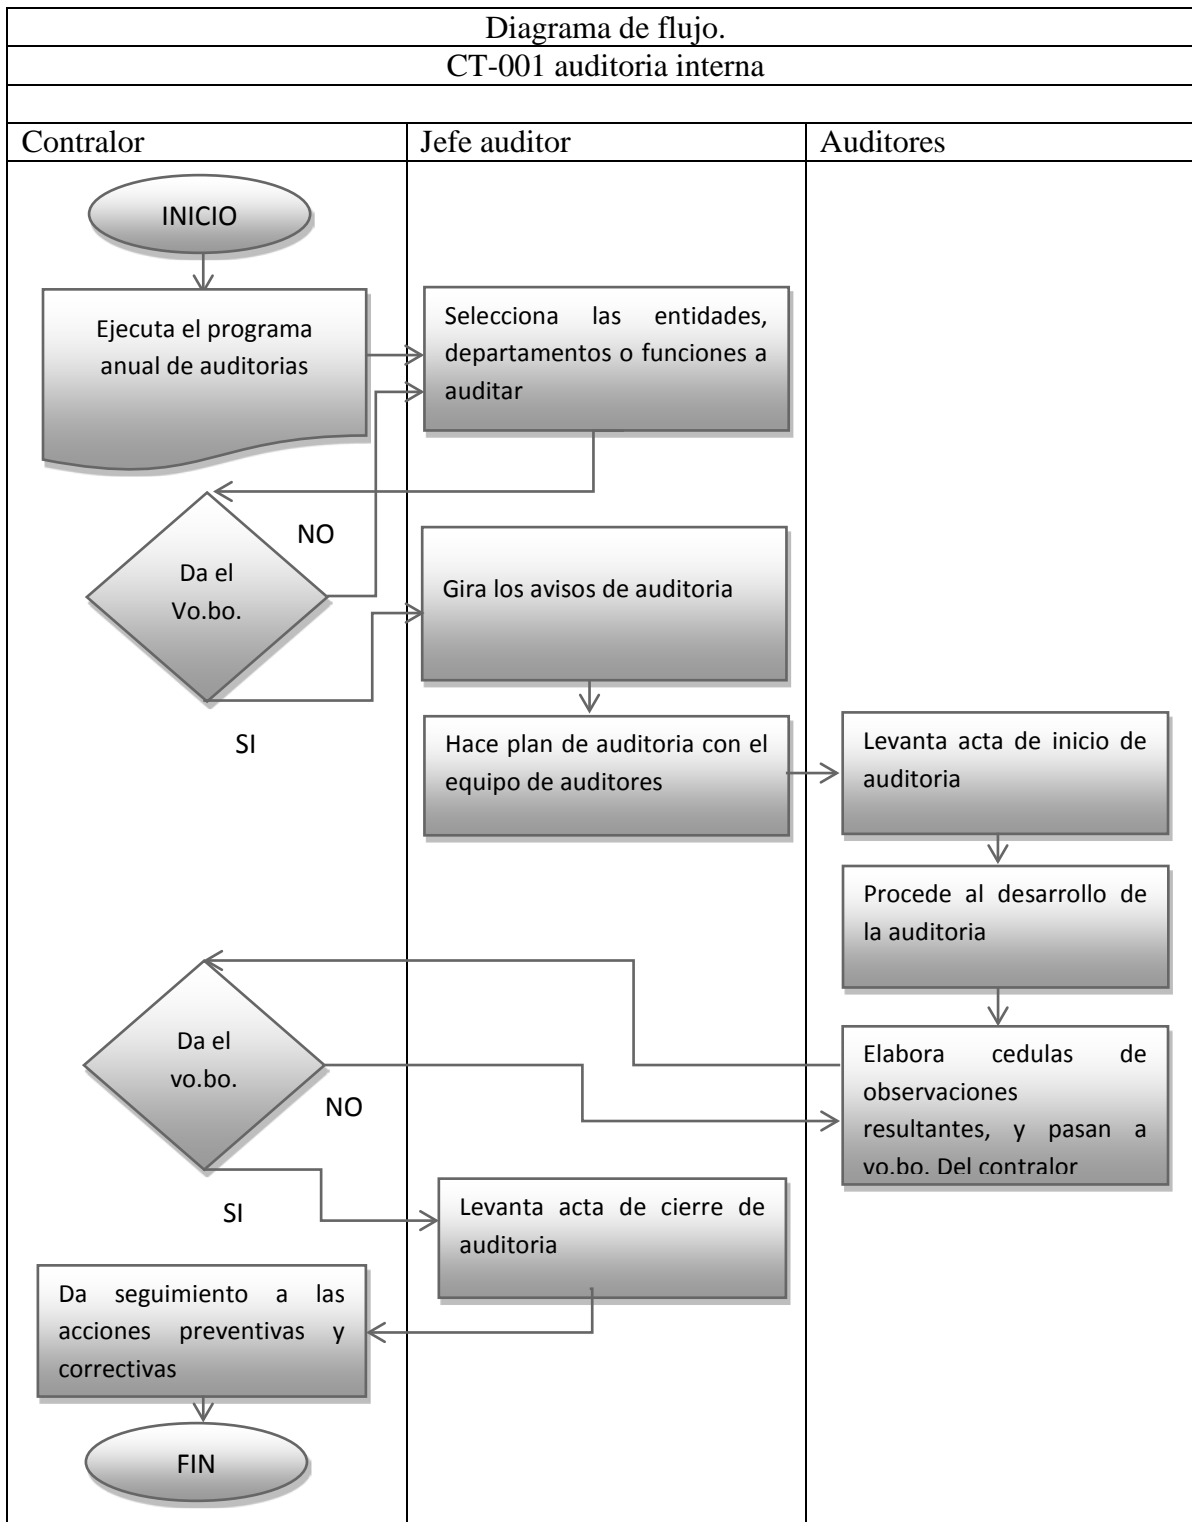 Diagrama de flujo.
CT-001 auditoria interna
Contralor
Jefe auditor
Auditores
INICIO
Ejecuta el programa
anual de auditorias
Selecciona las entidades,
departamentos o funciones a
auditar
Da el
Vo.bo.
NO
SI
Gira los avisos de auditoria
Hace plan de auditoria con el
equipo de auditores
Levanta acta de inicio de
auditoria
Procede al desarrollo de
la auditoria
Elabora cedulas de
observaciones
resultantes, y pasan a
vo.bo. Del contralor
Da el
vo.bo.
NO
SI
Levanta acta de cierre de
auditoria
Da seguimiento a las
acciones preventivas y
correctivas
FIN